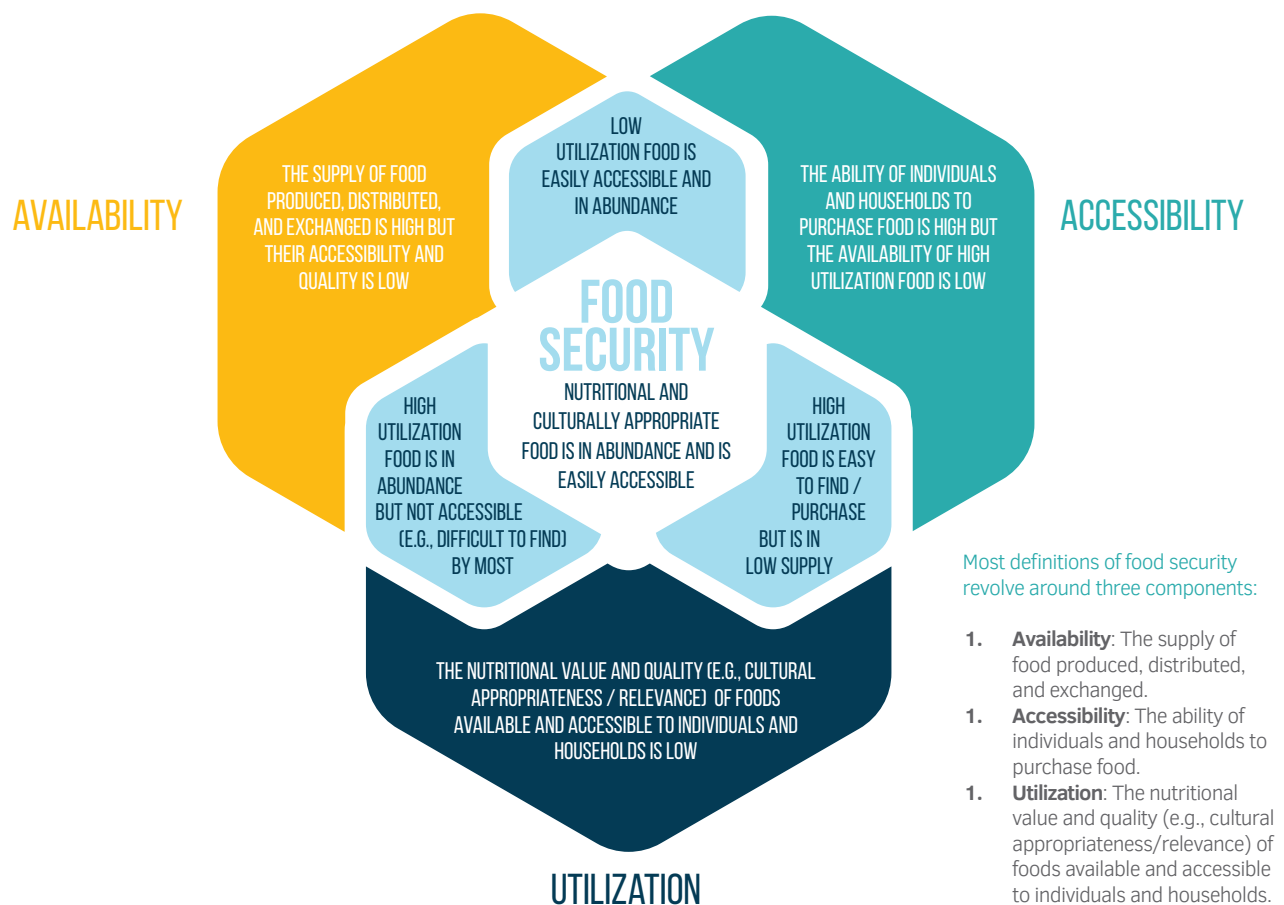 AVAILABILITY
THE SUPPLY OF FOOD
PRODUCED, DISTRIBUTED,
AND EXCHANGED IS HIGH BUT
THEIR ACCESSIBILITY AND
QUALITY IS LOW
LOW
UTILIZATION FOOD IS
EASILY ACCESSIBLE AND
IN ABUNDANCE
THE ABILITY OF INDIVIDUALS
AND HOUSEHOLDS TO
PURCHASE FOOD IS HIGH BUT
THE AVAILABILITY OF HIGH
UTILIZATION FOOD IS LOW
ACCESSIBILITY
FOOD
SECURITY
NUTRITIONAL AND
CULTURALLY APPROPRIATE
FOOD IS IN ABUNDANCE AND IS
EASILY ACCESSIBLE
HIGH
UTILIZATION
FOOD IS IN
ABUNDANCE
BUT NOT ACCESSIBLE
(E.G., DIFFICULT TO FIND)
BY MOST
HIGH
UTILIZATION
FOOD IS EASY
TO FIND /
PURCHASE
BUT IS IN
LOW SUPPLY
THE NUTRITIONAL VALUE AND QUALITY (E.G., CULTURAL
APPROPRIATENESS / RELEVANCE) OF FOODS
AVAILABLE AND ACCESSIBLE TO INDIVIDUALS AND
HOUSEHOLDS IS LOW
UTILIZATION
Most definitions of food security
revolve around three components:
1. Availability: The supply of
food produced, distributed,
and exchanged.
1. Accessibility: The ability of
individuals and households to
purchase food.
1. Utilization: The nutritional
value and quality (e.g., cultural
appropriateness/relevance) of
foods available and accessible
to individuals and households.